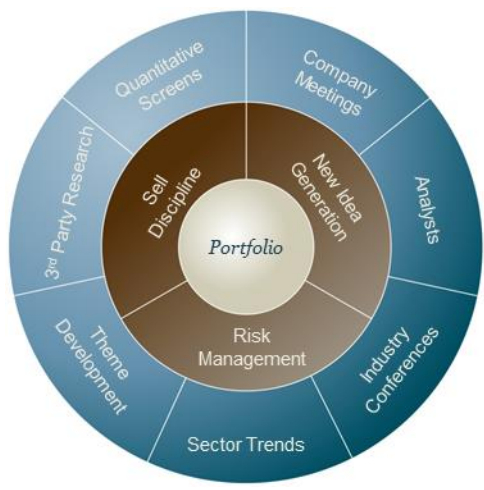 Quantitative
Screens
Company
Meetings
Analysts
Industry
Conferences
Sector Trends
Theme
Development
3rd Party Research
Sell
Discipline
New Idea
Generation
Risk
Management
Portfolio